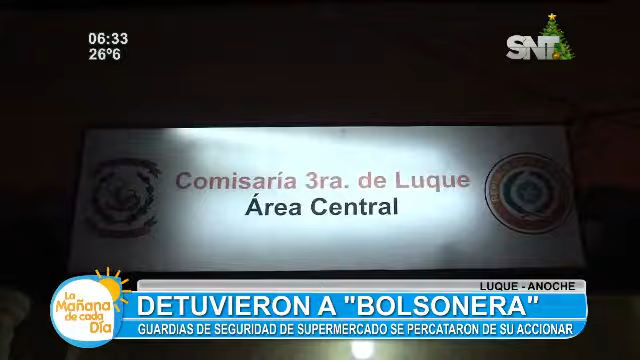 06:33
26°6
SNT
Comisaría 3ra. de Luque
Área Central
LUQUE - ANOCHE
La Mañana de cada Día
DETUVIERON A "BOLSONERA"
GUARDIAS DE SEGURIDAD DE SUPERMERCADO SE PERCATARON DE SU ACCIONAR